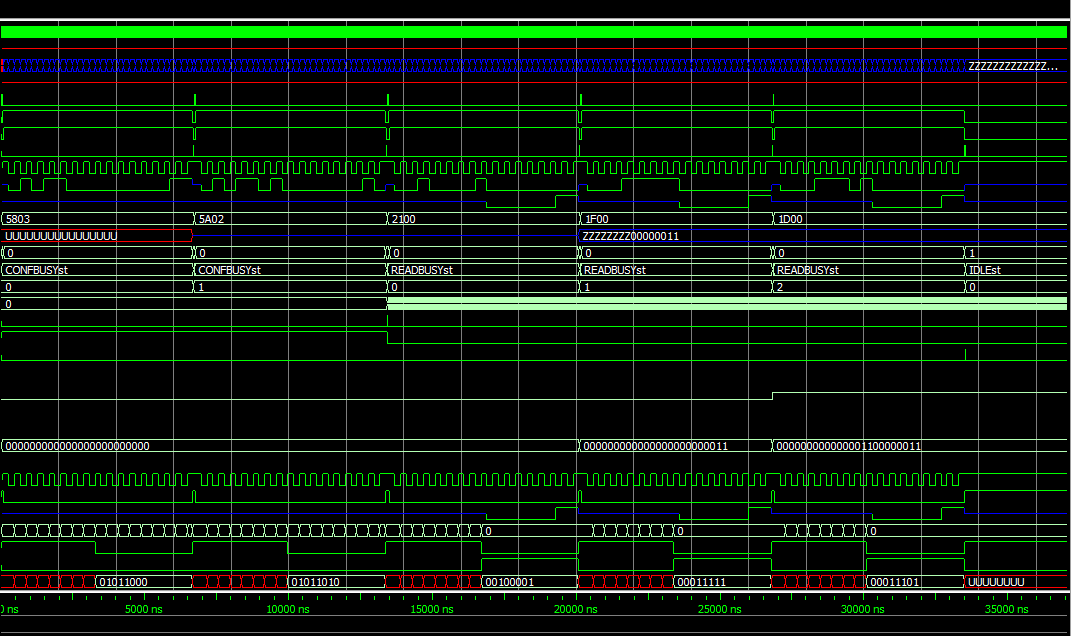 ZZZZZZZZZZZZZ...
5803 5A02 2100 1F00 1D00
UUUUUUUUUUUUUUUU ZZZZZZZZ00000011
0 0 0 0 0 1
CONFBUSYst CONFBUSYst READBUSYst READBUSYst READBUSYst IDLEst
0 1 0 1 2 0
0
000000000000000000000000 000000000000000000000011 000000000000001100000011
0 0 0
01011000 01011010 00100001 00011111 00011101 UUUUUUUU
ns 5000 ns 10000 ns 15000 ns 20000 ns 25000 ns 30000 ns 35000 ns